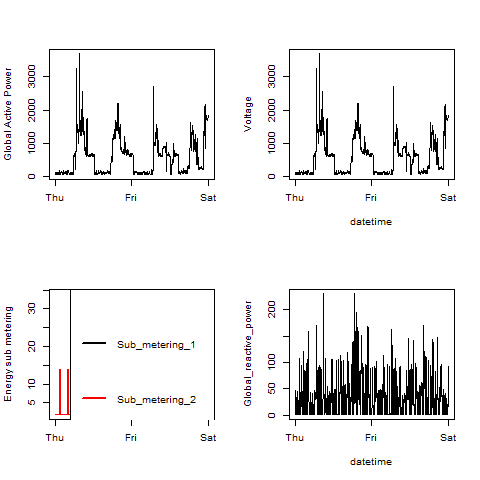 Global Active Power
3000
2000
1000
0
Thu
Fri
Sat
Voltage
3000
2000
1000
0
Thu
Fri
Sat
datetime
Energy sub metering
30
20
10
5
Sub_metering_1
Sub_metering_2
Thu
Fri
Sat
Global_reactive_power
200
100
50
0
Thu
Fri
Sat
datetime